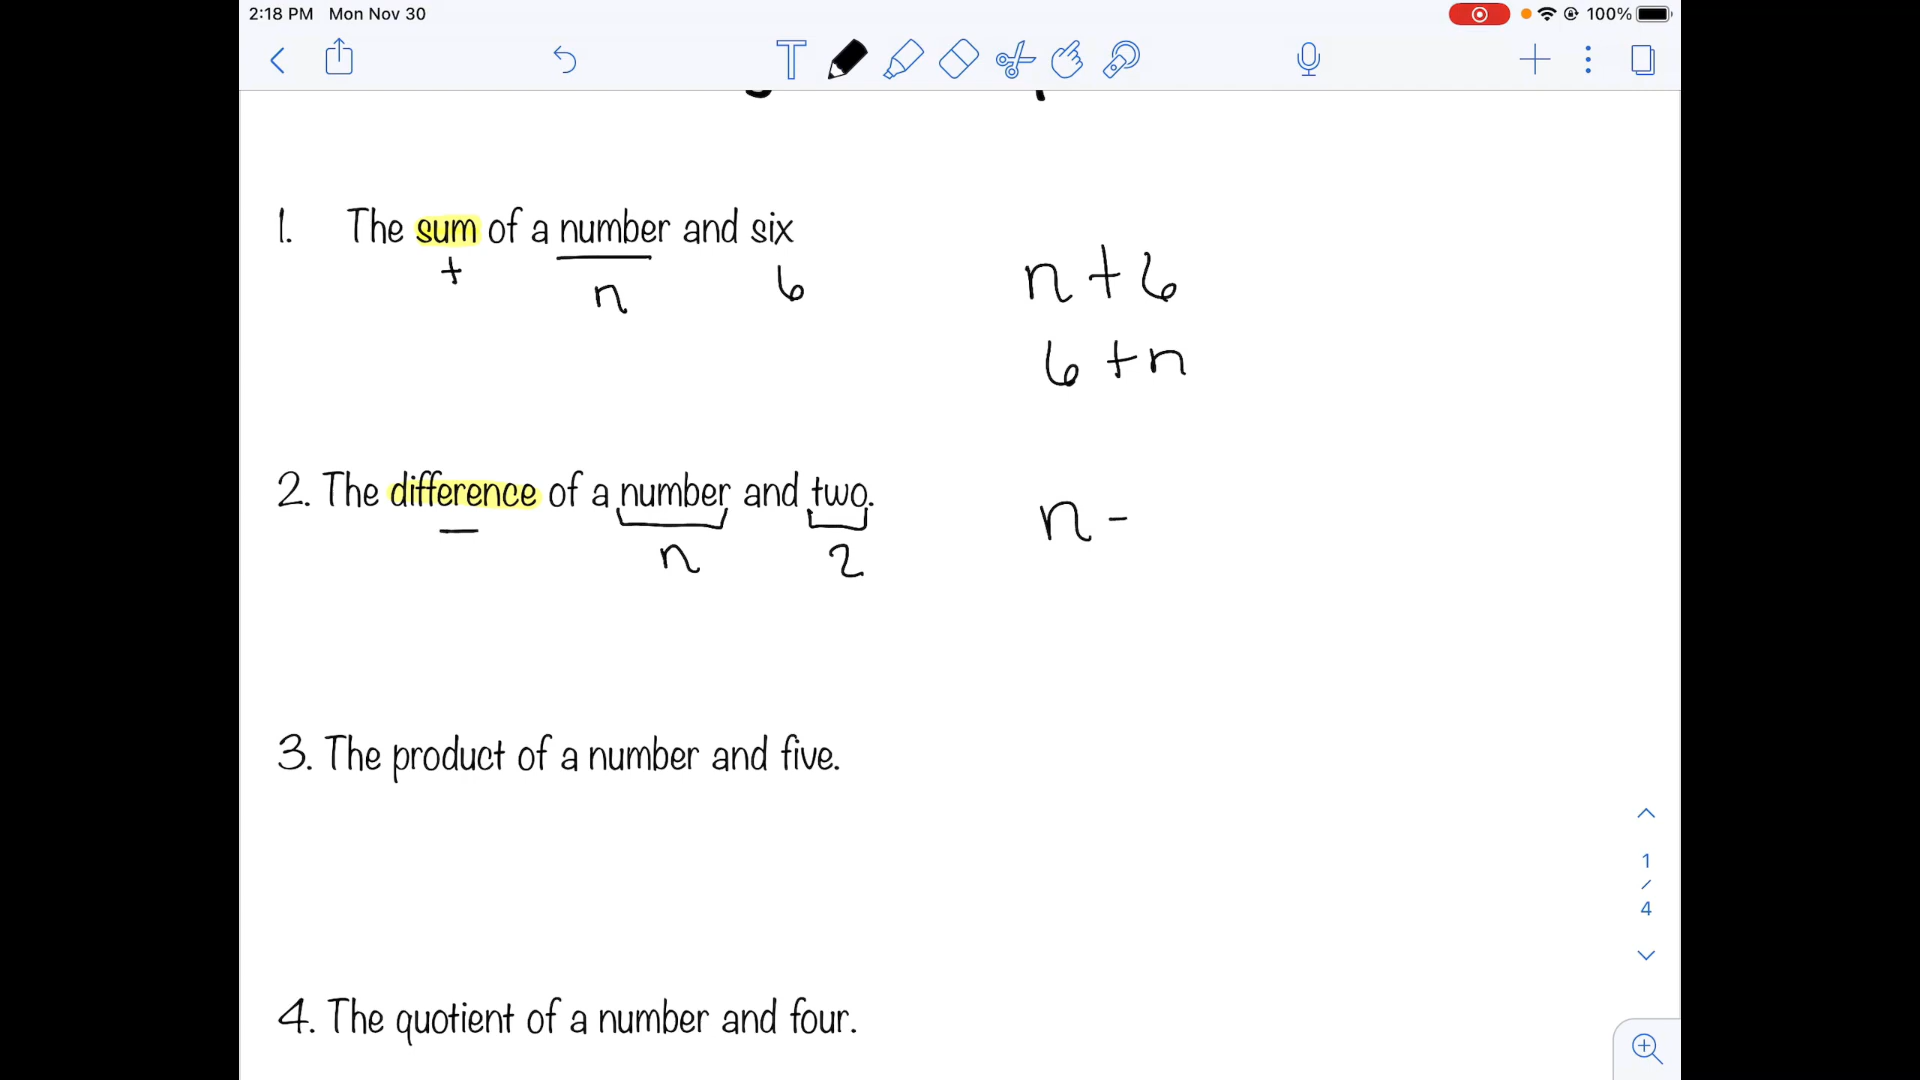 2:18 PM Mon Nov 30
100%
T
1. The sum of a number and six
+ n 6
n + 6
6 + n
2. The difference of a number and two.
— n 2
n -
3. The product of a number and five.
1
/
4
4. The quotient of a number and four.